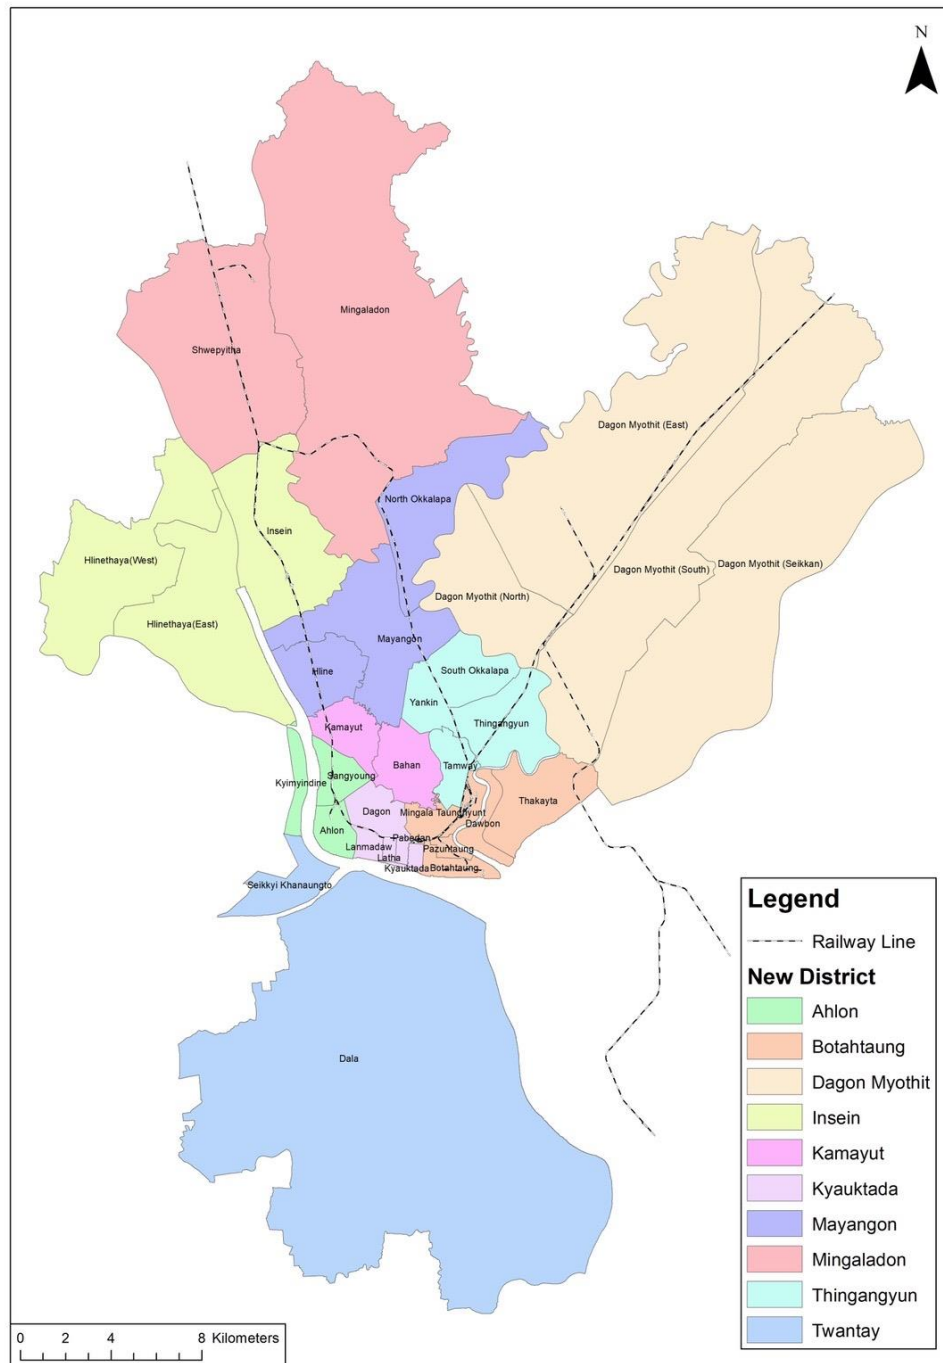 N
Mingaladon
Shwepyitha
Dagon Myothit (East)
North Okkalapa
Insein
Hlinethaya(West)
Dagon Myothit (South)
Dagon Myothit (Seikkan)
Dagon Myothit (North)
Hlinethaya(East)
Mayangon
Hline
South Okkalapa
Yankin
Thingangyun
Kamayut
Bahan
Tamway
Sangyoung
Kyimyindine
Thakayta
Dagon
Mingala Taungnyunt
Dawbon
Ahlon
Pabedan
Lanmadaw
Pazuntaung
Latha
Kyauktada
Botahtaung
Seikkyi Khanaungto
Dala
Legend
Railway Line
New District
Ahlon
Botahtaung
Dagon Myothit
Insein
Kamayut
Kyauktada
Mayangon
Mingaladon
Thingangyun
Twantay
0 2 4 8 Kilometers